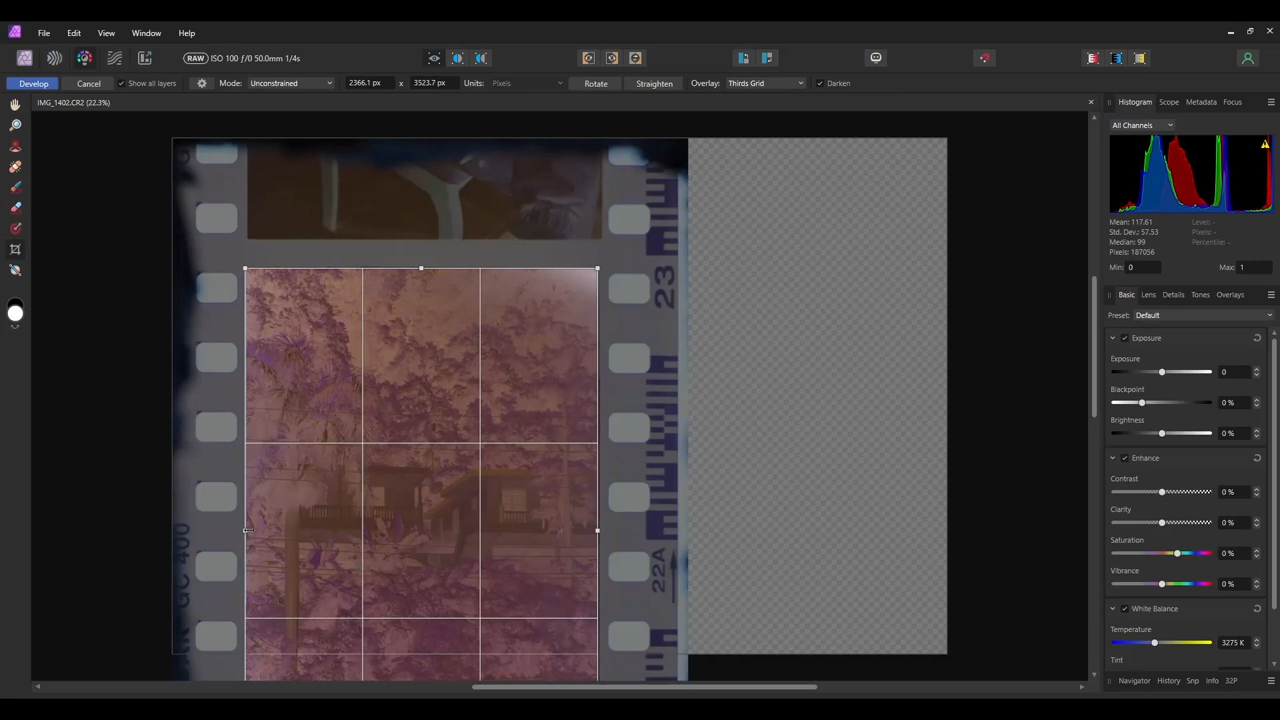 File Edit View Window Help
RAW ISO 100 ƒ/0 50.0mm 1/4s
Develop Cancel Show all layers Mode: Unconstrained 2366.1 px x 3523.7 px Units: Pixels Rotate Straighten Overlay: Thirds Grid Darken
IMG_1402.CR2 (22.3%)
Histogram Scope Metadata Focus
All Channels
Mean: 117.61 Level: -
Std. Dev.: 57.53 Pixels: -
Median: 99 Percentile: -
Pixels: 187056
Min: 0 Max: 1
Basic Lens Details Tones Overlays
Preset: Default
Exposure
Exposure
0
Blackpoint
0 %
Brightness
0 %
Enhance
Contrast
0 %
Clarity
0 %
Saturation
0 %
Vibrance
0 %
White Balance
Temperature
3275 K
Tint
Navigator History Snp Info 32P
23
22A
GC 400